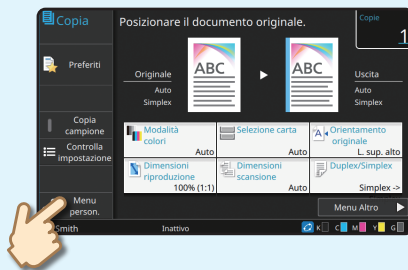 Copia
Posizionare il documento originale.
Copie
1
Preferiti
Originale
Auto
Simplex
ABC
ABC
Uscita
Auto
Simplex
Copia
campione
Controlla
impostazione
Modalità
colori
Auto
Selezione carta
Auto
A
Orientamento
originale
L. sup. alto
Dimensioni
riproduzione
100% (1:1)
Dimensioni
scansione
Auto
Duplex/Simplex
Simplex ->
Menu
person.
Menu Altro
Smith
Inattivo
K C M Y G